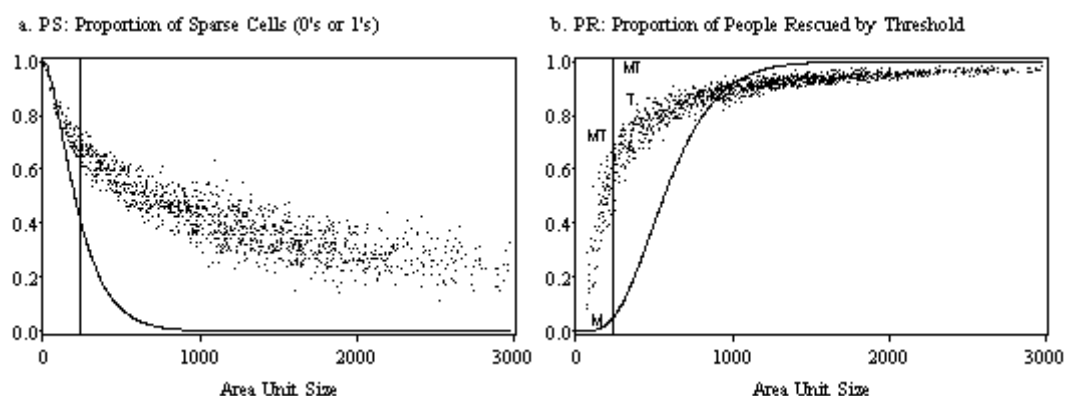 a. PS: Proportion of Sparse Cells (0's or 1's)
1.0
0.8
0.6
0.4
0.2
0.0
0 1000 2000 3000
Area Unit Size
b. PR: Proportion of People Rescued by Threshold
1.0
0.8
0.6
0.4
0.2
0.0
MT
T
MT
M
0 1000 2000 3000
Area Unit Size